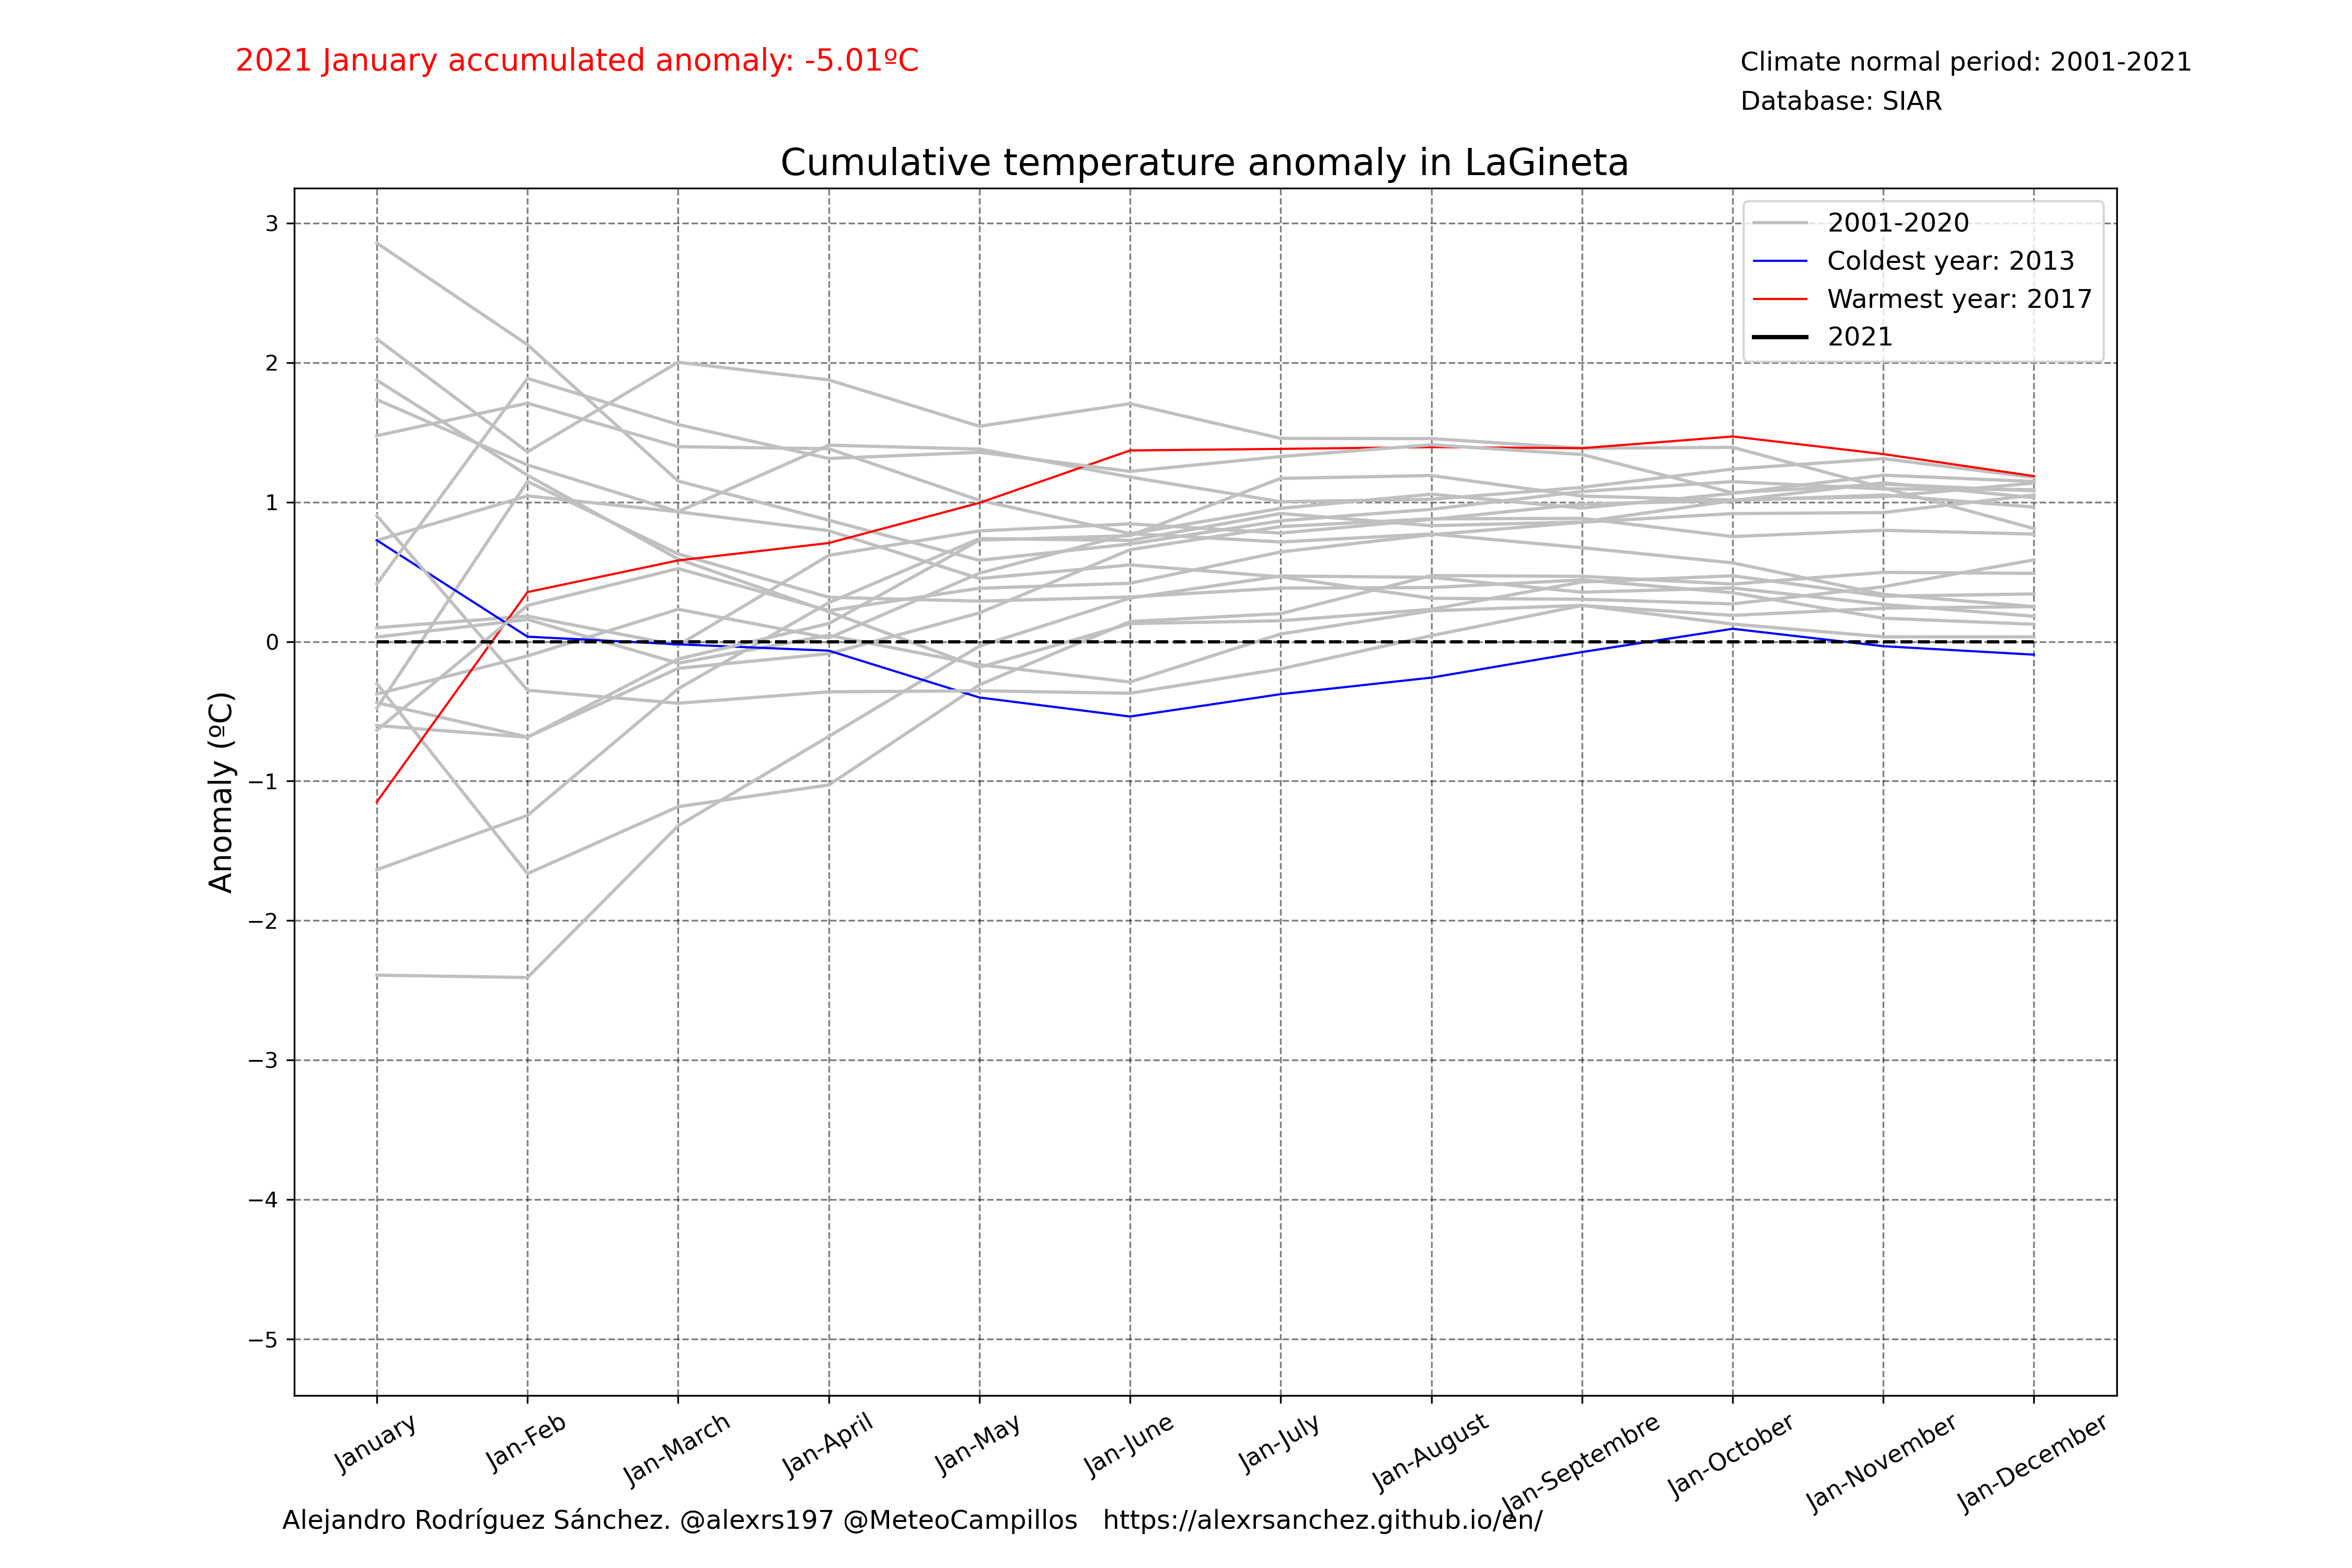 2021 January accumulated anomaly: -5.01ºC
Climate normal period: 2001-2021
Database: SIAR
Cumulative temperature anomaly in LaGineta
2001-2020
Coldest year: 2013
Warmest year: 2017
2021
3
2
1
0
−1
−2
−3
−4
−5
Anomaly (ºC)
January
Jan-Feb
Jan-March
Jan-April
Jan-May
Jan-June
Jan-July
Jan-August
Jan-Septembre
Jan-October
Jan-November
Jan-December
Alejandro Rodríguez Sánchez. @alexrs197 @MeteoCampillos   https://alexrsanchez.github.io/en/